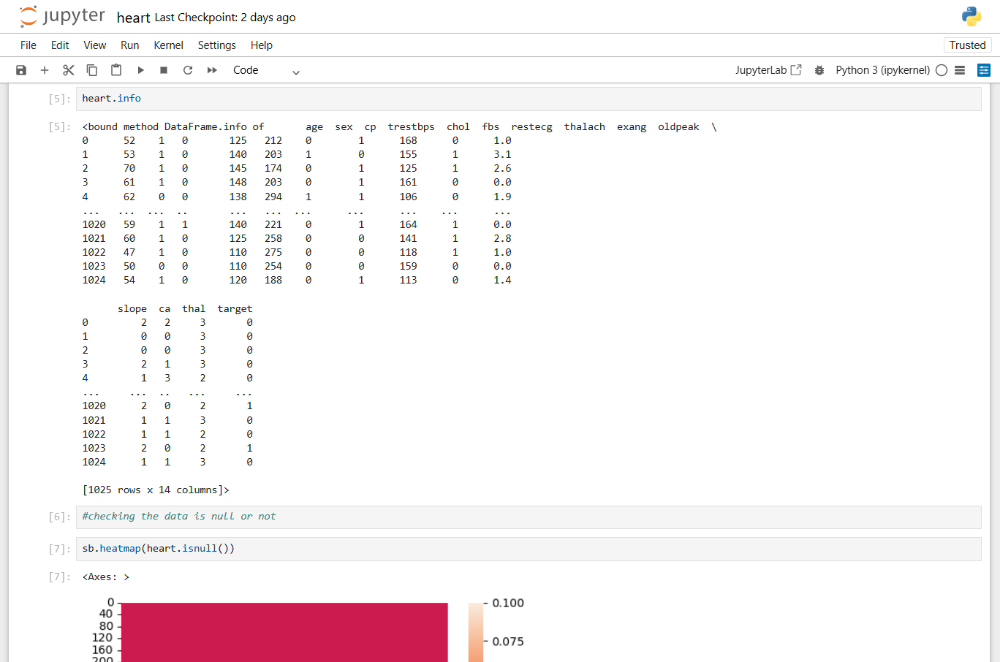 jupyter heart Last Checkpoint: 2 days ago
File Edit View Run Kernel Settings Help Trusted
Code JupyterLab Python 3 (ipykernel)
[5]: heart.info
[5]: <bound method DataFrame.info of       age  sex  cp  trestbps  chol  fbs  restecg  thalach  exang  oldpeak  \
0      52    1   0       125   212    0        1      168      0      1.0
1      53    1   0       140   203    1        0      155      1      3.1
2      70    1   0       145   174    0        1      125      1      2.6
3      61    1   0       148   203    0        1      161      0      0.0
4      62    0   0       138   294    1        1      106      0      1.9
...   ...  ...  ..       ...   ...  ...      ...      ...    ...      ...
1020   59    1   1       140   221    0        1      164      1      0.0
1021   60    1   0       125   258    0        0      141      1      2.8
1022   47    1   0       110   275    0        0      118      1      1.0
1023   50    0   0       110   254    0        0      159      0      0.0
1024   54    1   0       120   188    0        1      113      0      1.4
slope  ca  thal  target
0         2   2     3       0
1         0   0     3       0
2         0   0     3       0
3         2   1     3       0
4         1   3     2       0
...     ...  ..   ...     ...
1020      2   0     2       1
1021      1   1     3       0
1022      1   1     2       0
1023      2   0     2       1
1024      1   1     3       0
[1025 rows x 14 columns]>
[6]: #checking the data is null or not
[7]: sb.heatmap(heart.isnull())
[7]: <Axes: >
0 0.100
40
80
120 0.075
160
200